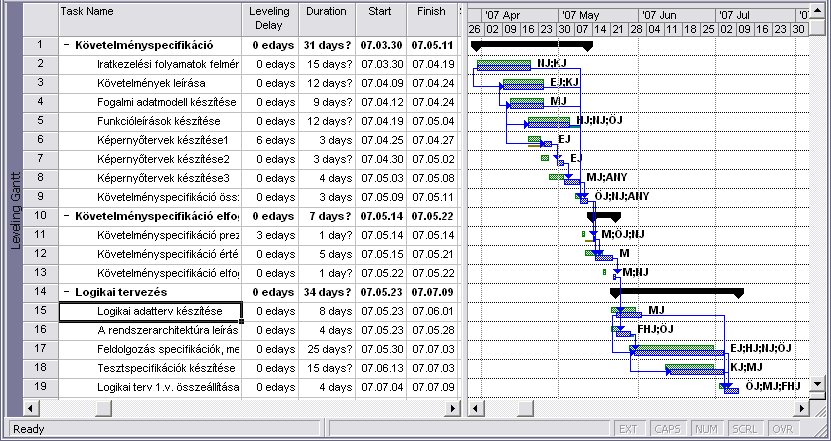 Task Name Leveling Delay Duration Start Finish
'07 Apr '07 May '07 Jun '07 Jul
26 02 09 16 23 30 07 14 21 28 04 11 18 25 02 09 16 23 30
1 − Követelményspecifikáció 0 edays 31 days? 07.03.30 07.05.11
2 Iratkezelési folyamatok felmér 0 edays 15 days? 07.03.30 07.04.19 NJ;KJ
3 Követelmények leírása 0 edays 12 days? 07.04.09 07.04.24 EJ;KJ
4 Fogalmi adatmodell készítése 0 edays 9 days? 07.04.12 07.04.24 MJ
5 Funkcióleírások készítése 0 edays 12 days? 07.04.19 07.05.04 HJ;NJ;ÖJ
6 Képernyőtervek készítése1 6 edays 3 days 07.04.25 07.04.27 EJ
7 Képernyőtervek készítése2 0 edays 3 days? 07.04.30 07.05.02 EJ
8 Képernyőtervek készítése3 0 edays 4 days 07.05.03 07.05.08 MJ;ANY
9 Követelményspecifikáció össz 0 edays 3 days 07.05.09 07.05.11 ÖJ;NJ;ANY
10 − Követelményspecifikáció elfog 0 edays 7 days? 07.05.14 07.05.22
11 Követelményspecifikáció prez 3 edays 1 day? 07.05.14 07.05.14 M;ÖJ;NJ
12 Követelményspecifikáció érté 0 edays 5 days 07.05.15 07.05.21 M
13 Követelményspecifikáció elfo 0 edays 1 day? 07.05.22 07.05.22 M;NJ
14 − Logikai tervezés 0 edays 34 days? 07.05.23 07.07.09
15 Logikai adatterv készítése 0 edays 8 days 07.05.23 07.06.01 MJ
16 A rendszerarchitektúra leírás 0 edays 4 days 07.05.23 07.05.28 FHJ;ÖJ
17 Feldolgozás specifikációk, me 0 edays 25 days? 07.05.30 07.07.03 EJ;HJ;NJ;ÖJ
18 Tesztspecifikációk készítése 0 edays 15 days? 07.06.13 07.07.03 KJ;MJ
19 Logikai terv 1.v. összeállítása 0 edays 4 days 07.07.04 07.07.09 ÖJ;MJ;FHJ
Leveling Gantt
Ready EXT CAPS NUM SCRL OVR